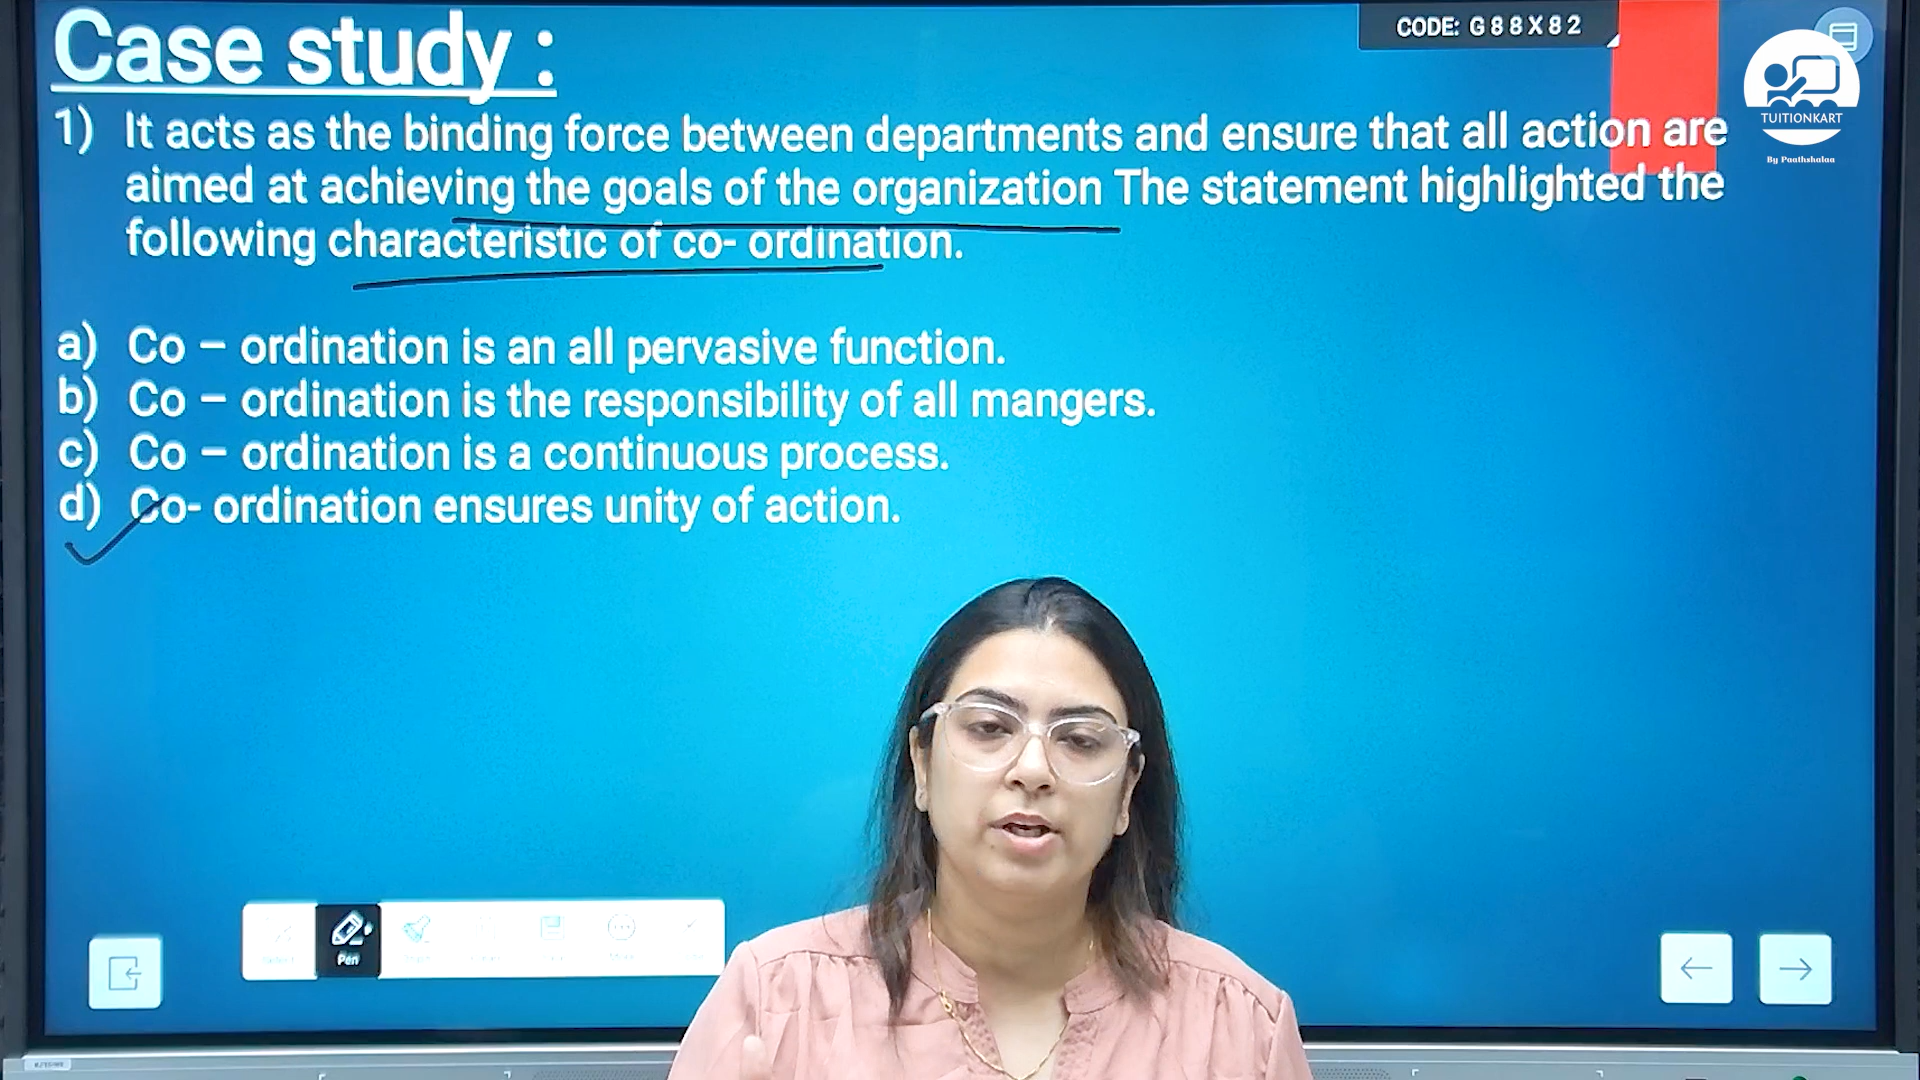 Case study :
CODE: G88X82
1) It acts as the binding force between departments and ensure that all action are
aimed at achieving the goals of the organization The statement highlighted the
following characteristic of co- ordination.
a) Co – ordination is an all pervasive function.
b) Co – ordination is the responsibility of all mangers.
c) Co – ordination is a continuous process.
d) Co- ordination ensures unity of action.
TUITIONKART
By Paathshalaa
Pen